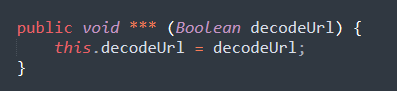 public void *** (Boolean decodeUrl) {
this.decodeUrl = decodeUrl;
}